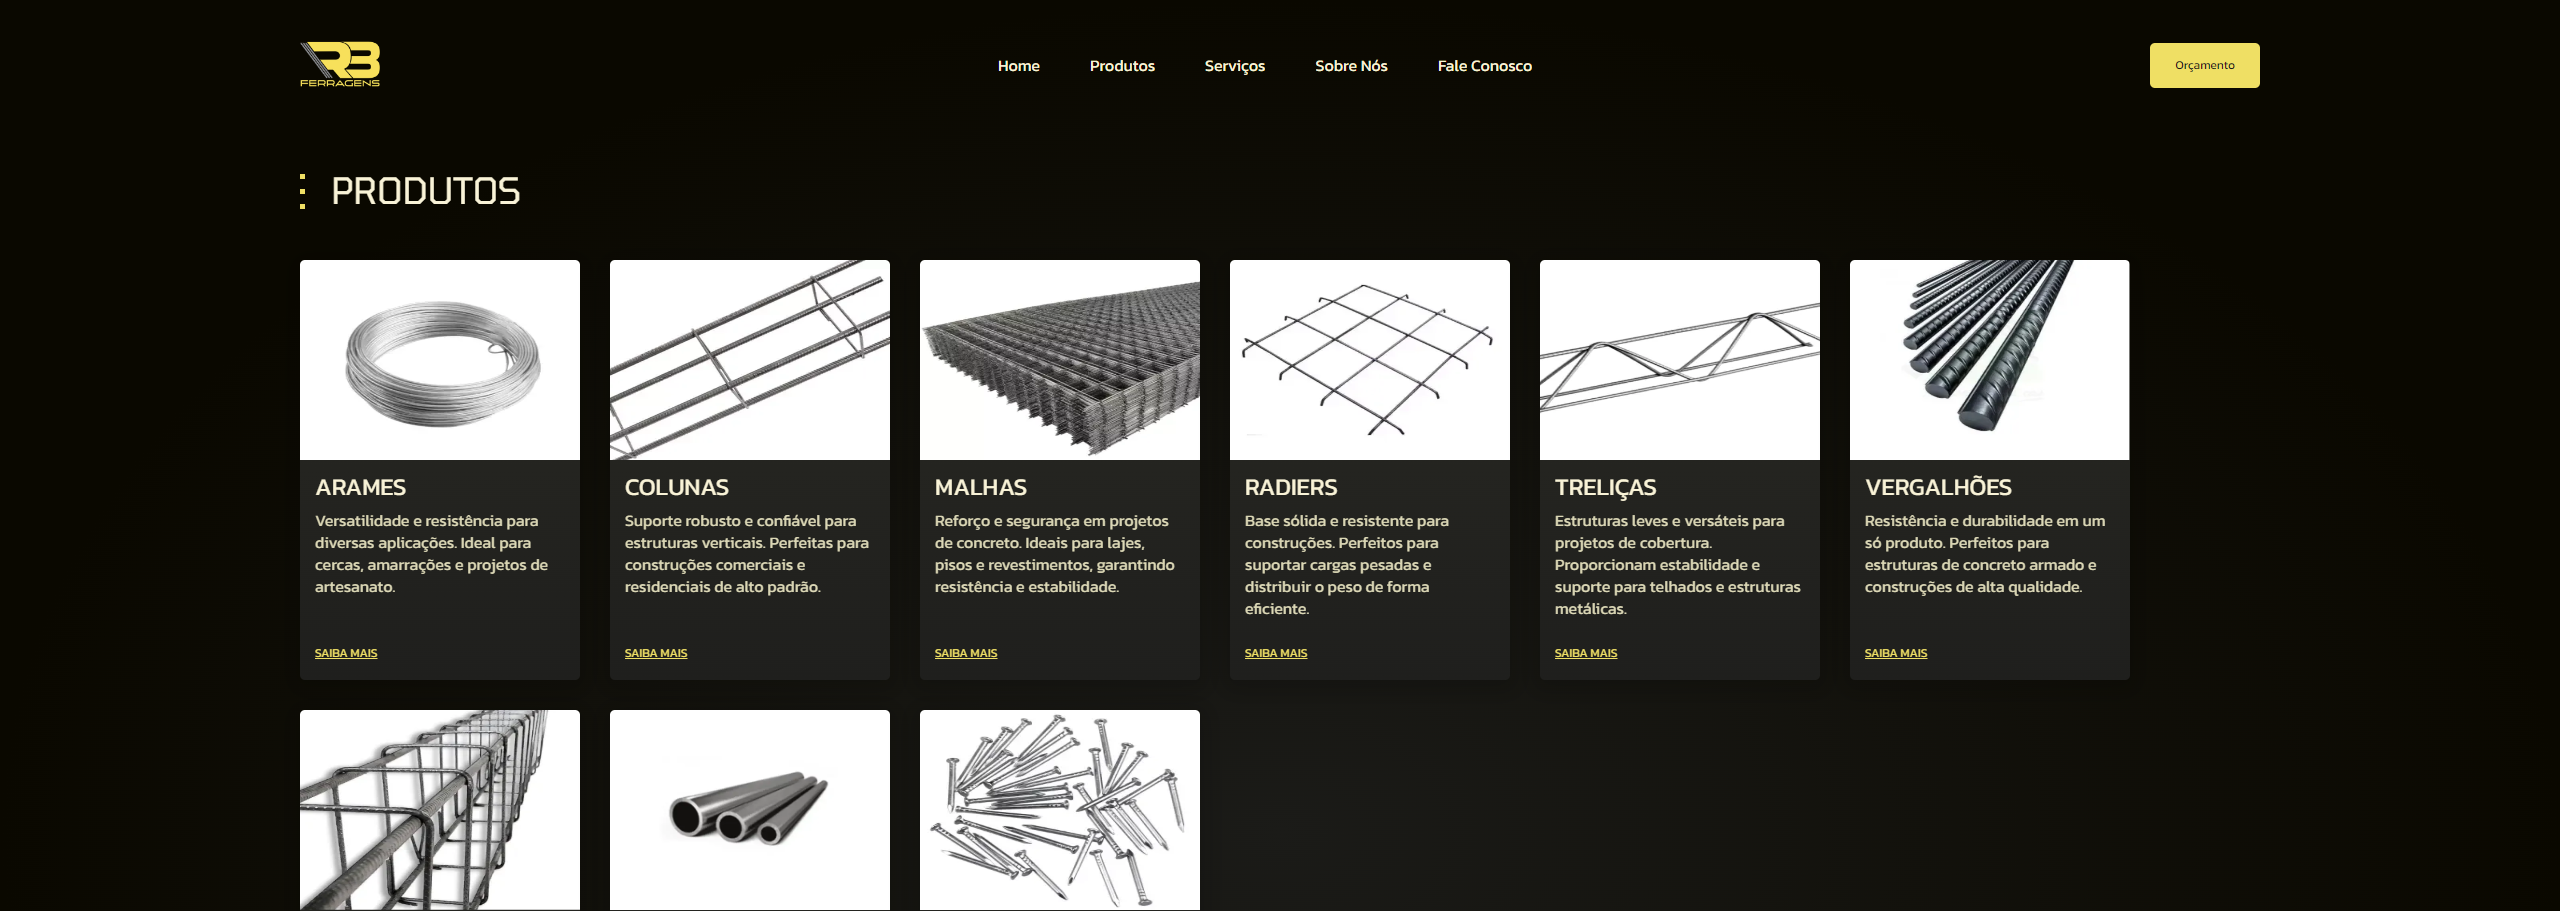 RB
FERRAGENS
Home
Produtos
Serviços
Sobre Nós
Fale Conosco
Orçamento
PRODUTOS
ARAMES
Versatilidade e resistência para
diversas aplicações. Ideal para
cercas, amarrações e projetos de
artesanato.
SAIBA MAIS
COLUNAS
Suporte robusto e confiável para
estruturas verticais. Perfeitas para
construções comerciais e
residenciais de alto padrão.
SAIBA MAIS
MALHAS
Reforço e segurança em projetos
de concreto. Ideais para lajes,
pisos e revestimentos, garantindo
resistência e estabilidade.
SAIBA MAIS
RADIERS
Base sólida e resistente para
construções. Perfeitos para
suportar cargas pesadas e
distribuir o peso de forma
eficiente.
SAIBA MAIS
TRELIÇAS
Estruturas leves e versáteis para
projetos de cobertura.
Proporcionam estabilidade e
suporte para telhados e estruturas
metálicas.
SAIBA MAIS
VERGALHÕES
Resistência e durabilidade em um
só produto. Perfeitos para
estruturas de concreto armado e
construções de alta qualidade.
SAIBA MAIS